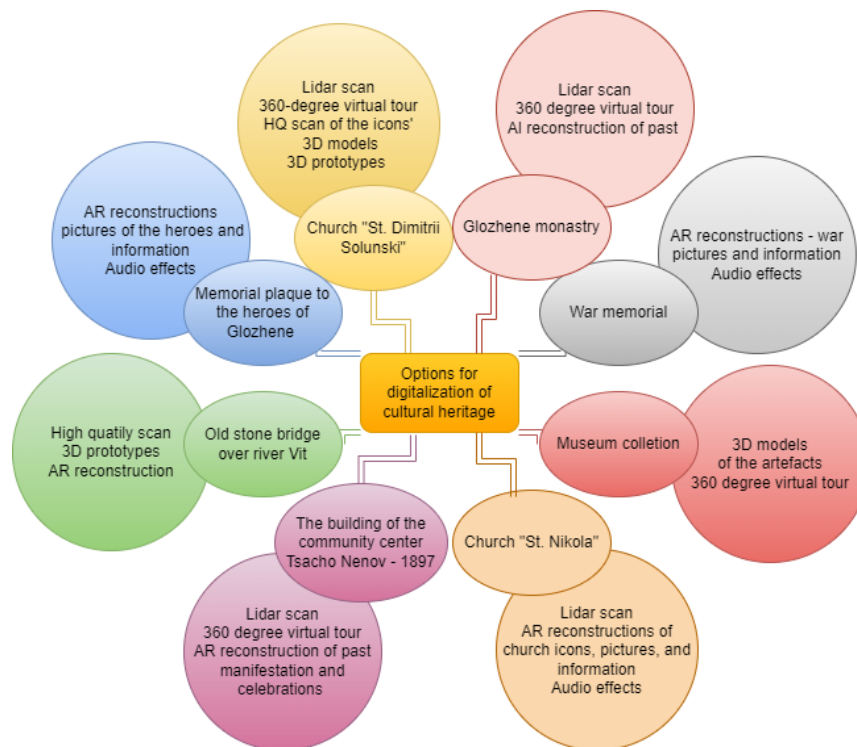 Lidar scan
360-degree virtual tour
HQ scan of the icons'
3D models
3D prototypes
Church "St. Dimitrii
Solunski"
Lidar scan
360 degree virtual tour
AI reconstruction of past
Glozhene monastry
AR reconstructions
pictures of the heroes and
information
Audio effects
Memorial plaque to
the heroes of
Glozhene
AR reconstructions - war
pictures and information
Audio effects
War memorial
Options for
digitalization of
cultural heritage
High quatily scan
3D prototypes
AR reconstruction
Old stone bridge
over river Vit
Museum colletion
3D models
of the artefacts
360 degree virtual tour
The building of the
community center
Tsacho Nenov - 1897
Lidar scan
360 degree virtual tour
AR reconstruction of past
manifestation and
celebrations
Church "St. Nikola"
Lidar scan
AR reconstructions of
church icons, pictures, and
information
Audio effects